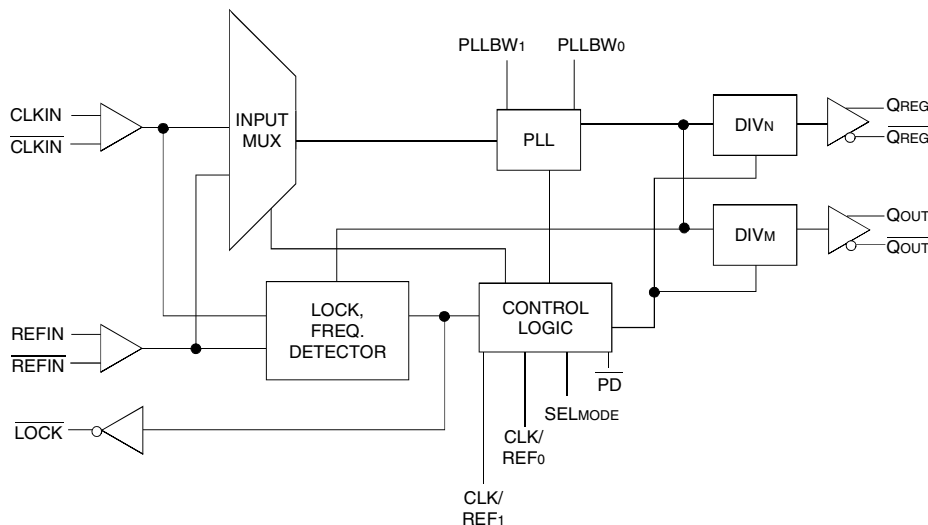 PLLBW1
PLLBW0
CLKIN
CLKIN
INPUT
MUX
PLL
DIVN
QREG
QREG
DIVM
QOUT
QOUT
LOCK,
FREQ.
DETECTOR
CONTROL
LOGIC
REFIN
REFIN
PD
SELMODE
LOCK
CLK/
REF0
CLK/
REF1